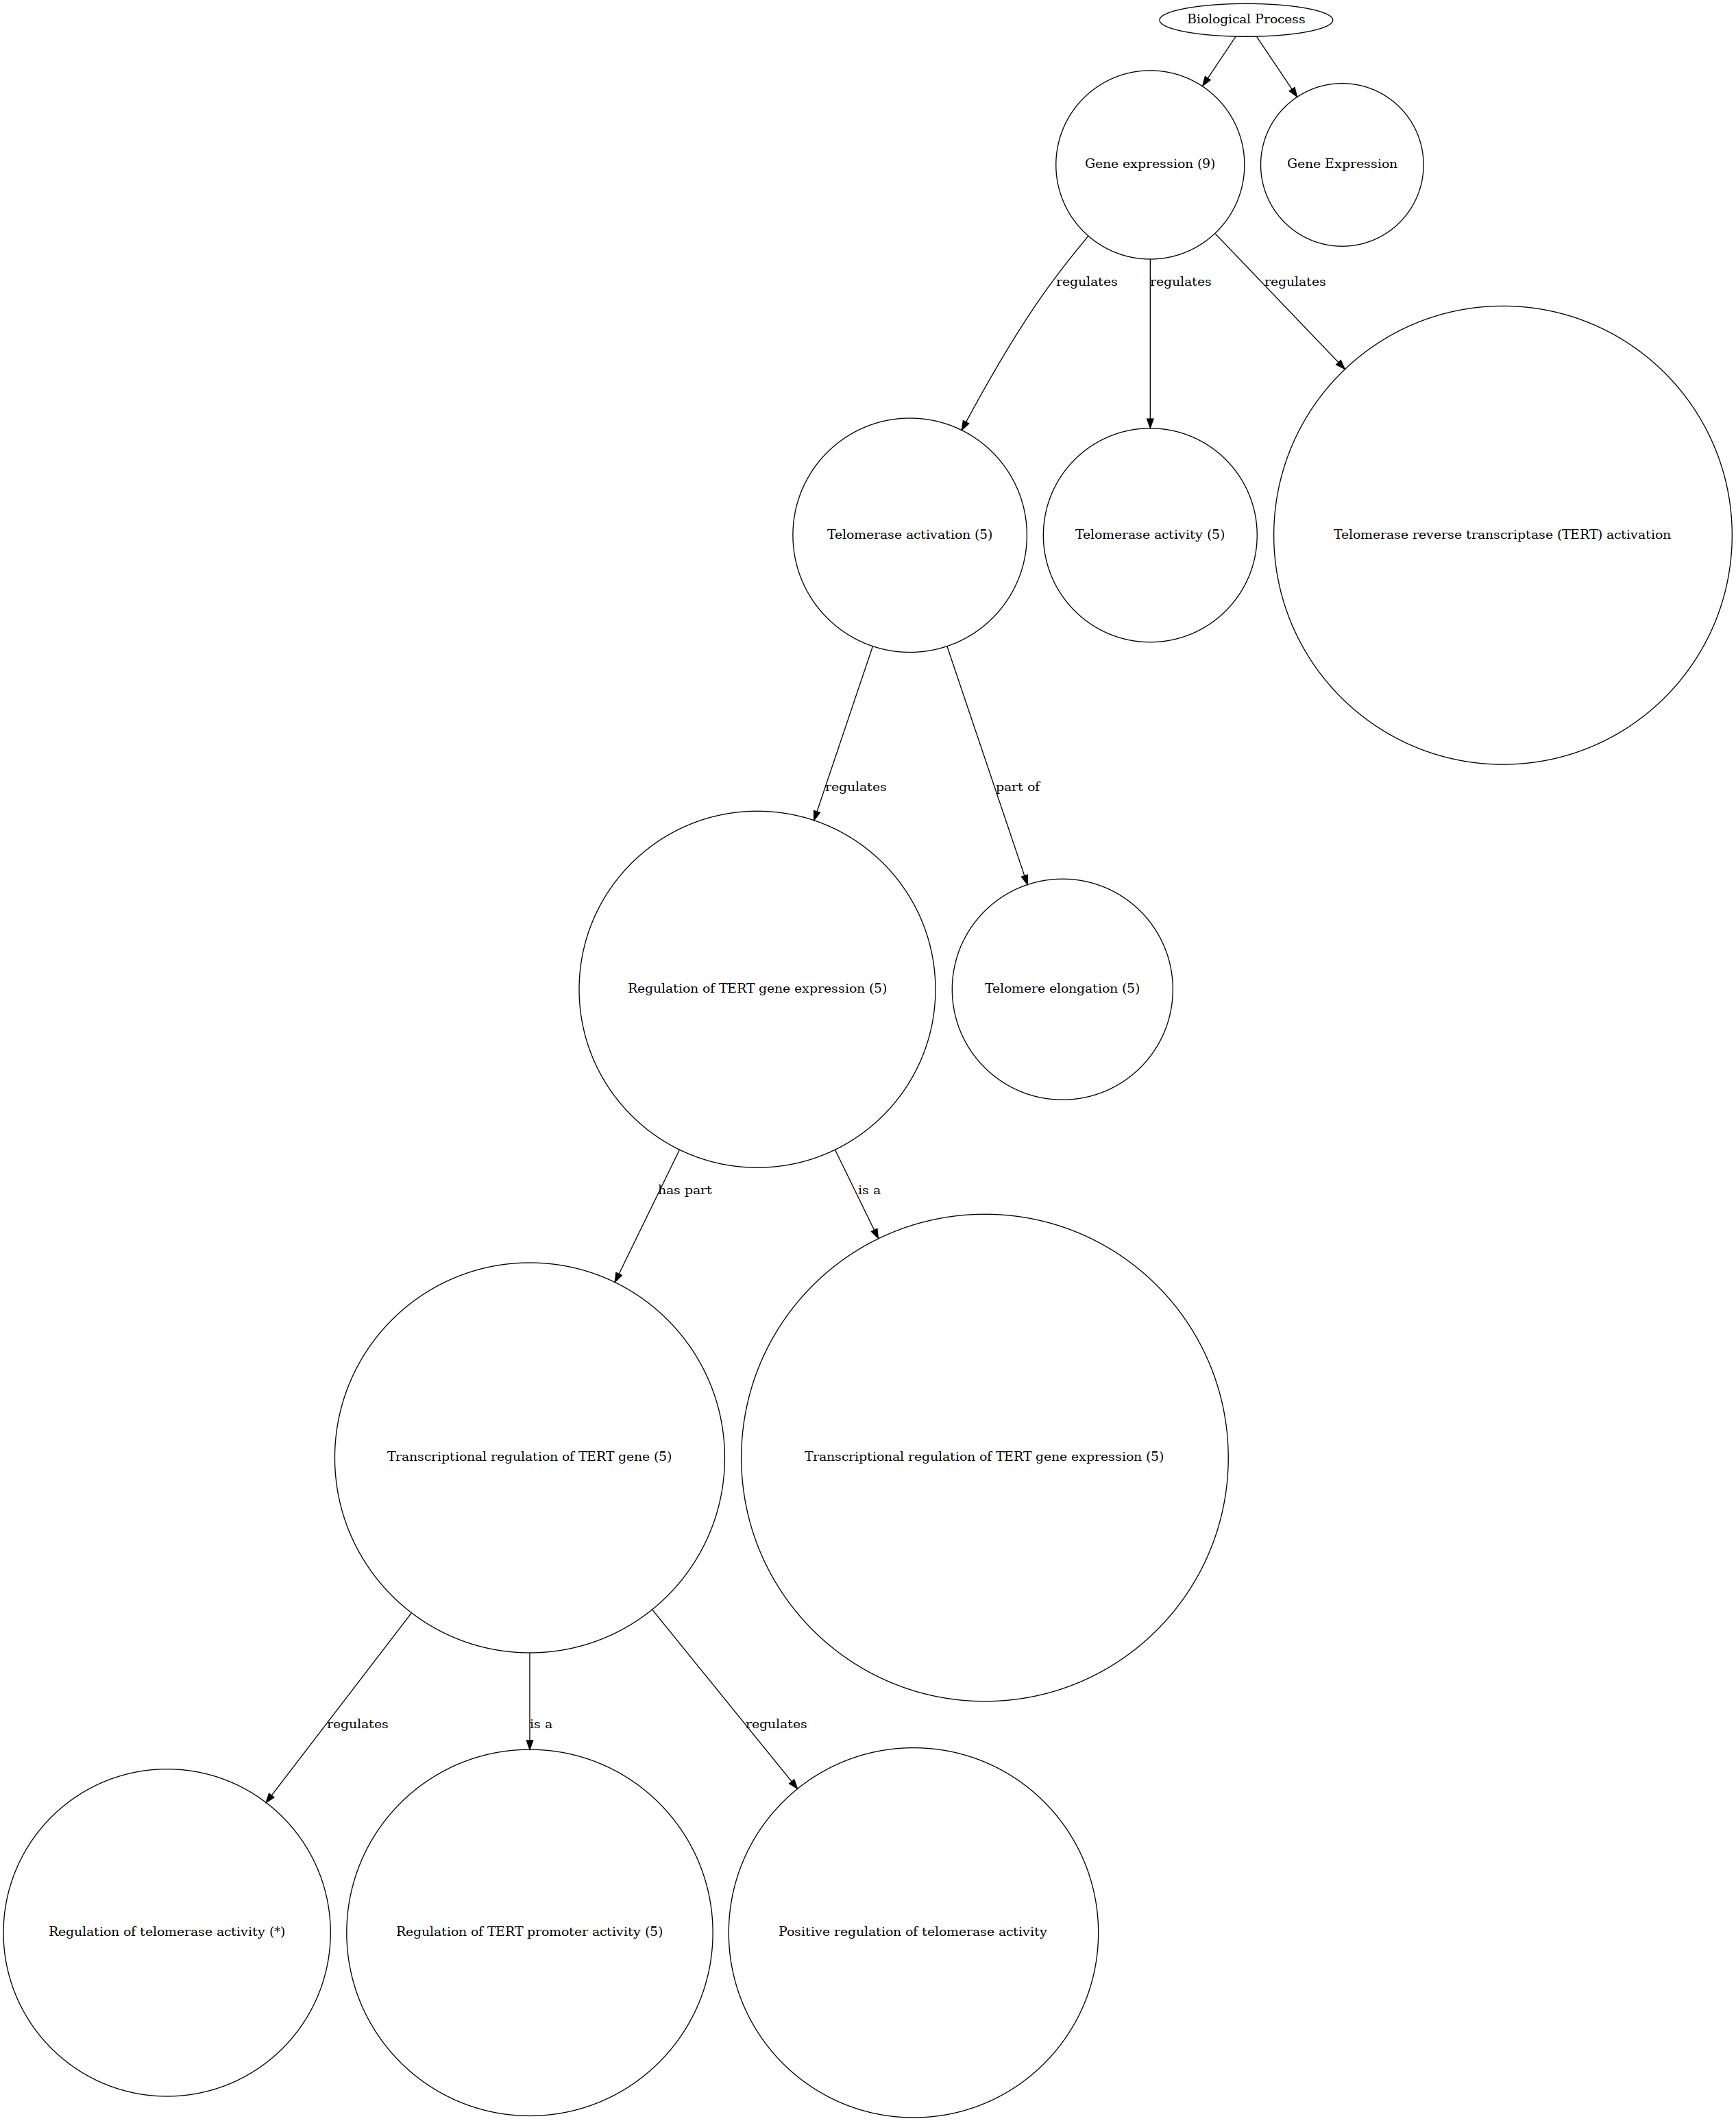 Biological Process
Gene expression (9)
Gene Expression
regulates
regulates
regulates
Telomerase activation (5)
Telomerase activity (5)
Telomerase reverse transcriptase (TERT) activation
regulates
part of
Regulation of TERT gene expression (5)
Telomere elongation (5)
has part
is a
Transcriptional regulation of TERT gene (5)
Transcriptional regulation of TERT gene expression (5)
regulates
is a
regulates
Regulation of telomerase activity (*)
Regulation of TERT promoter activity (5)
Positive regulation of telomerase activity